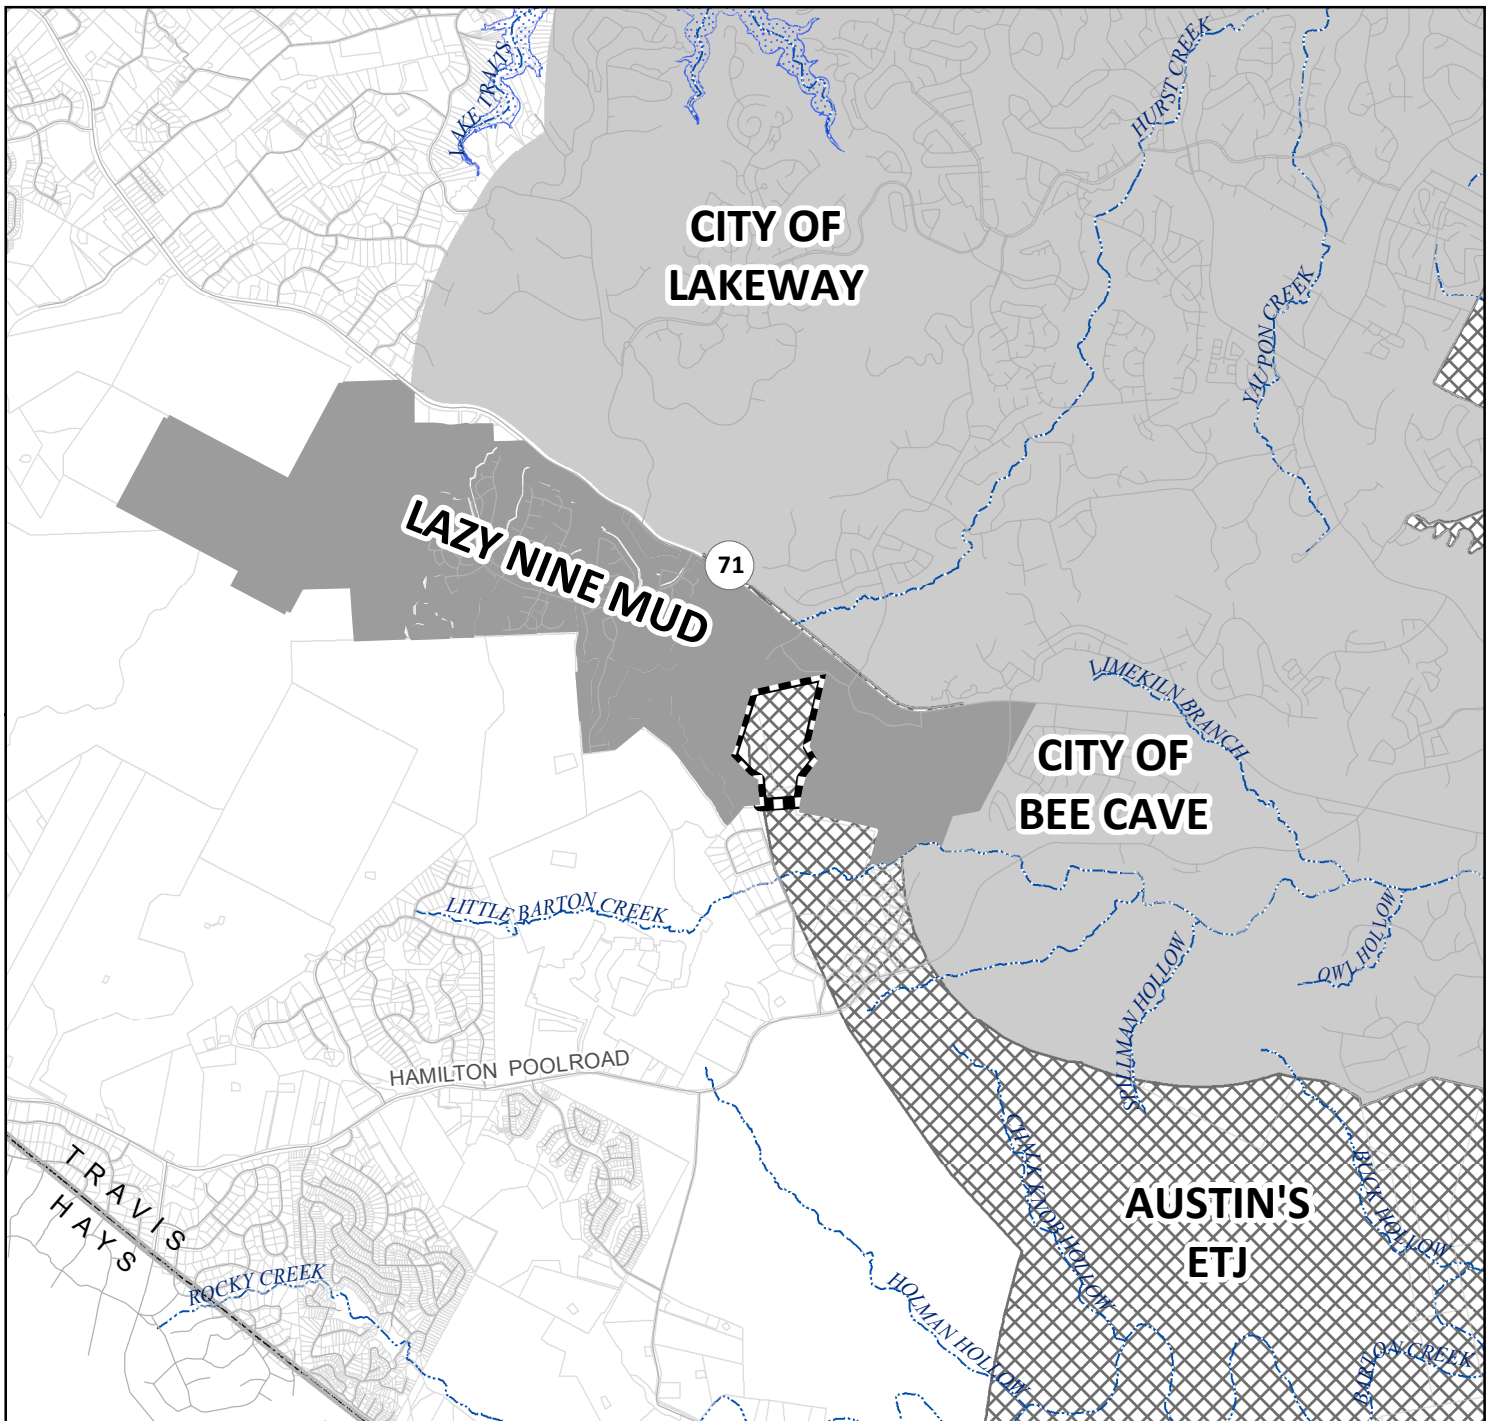 LAKE TRAVIS
HURST CREEK
CITY OF
LAKEWAY
YAUPON CREEK
LAZY NINE MUD
71
LIMEKILN BRANCH
CITY OF
BEE CAVE
LITTLE BARTON CREEK
OWL HOLLOW
SPILLMAN HOLLOW
HAMILTON POOLROAD
TRAVIS
HAYS
CHALK KNOB HOLLOW
BUCK HOLLOW
AUSTIN'S
ETJ
ROCKY CREEK
HOLMAN HOLLOW
BARTON CREEK